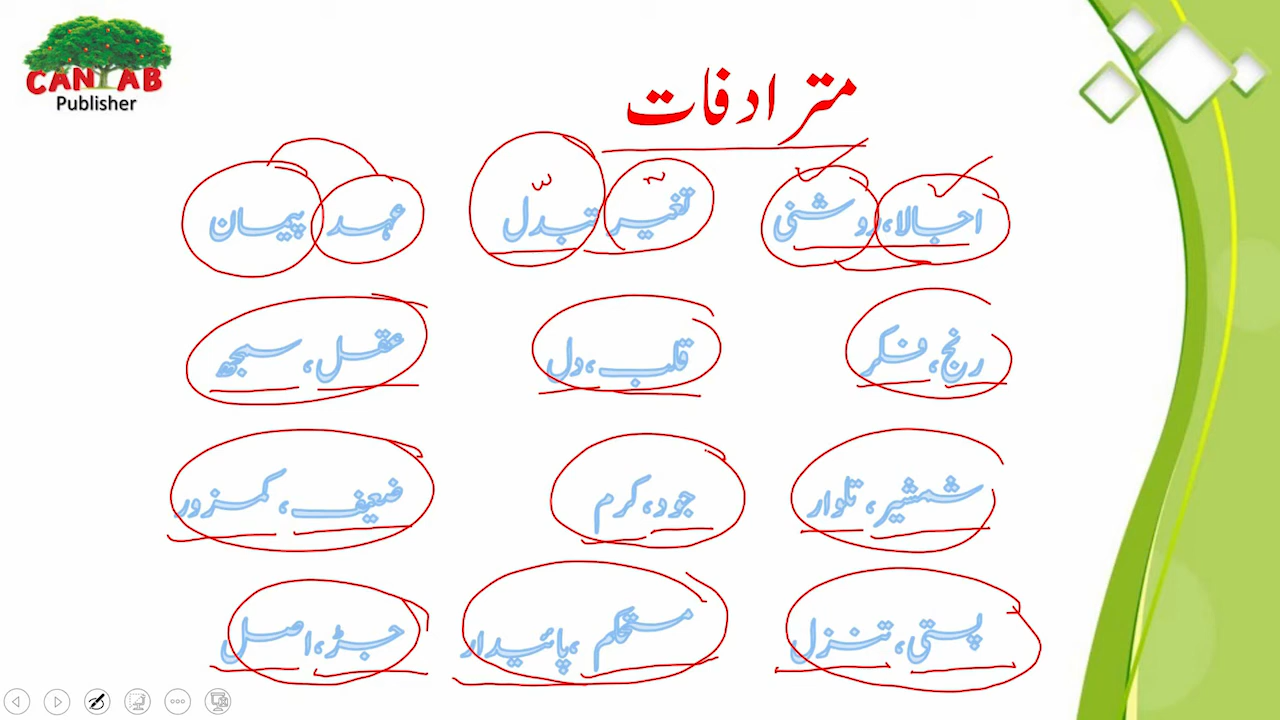 CANTAB
Publisher
مترادفات
اجالا،روشنی تغیر تبدل عہد پیمان
رنج،فکر قلب،دل عقل، سمجھ
شمشیر، تلوار جود،کرم ضعیف، کمزور
پستی، تنزل مستحکم ،پائیدار جڑ،اصل